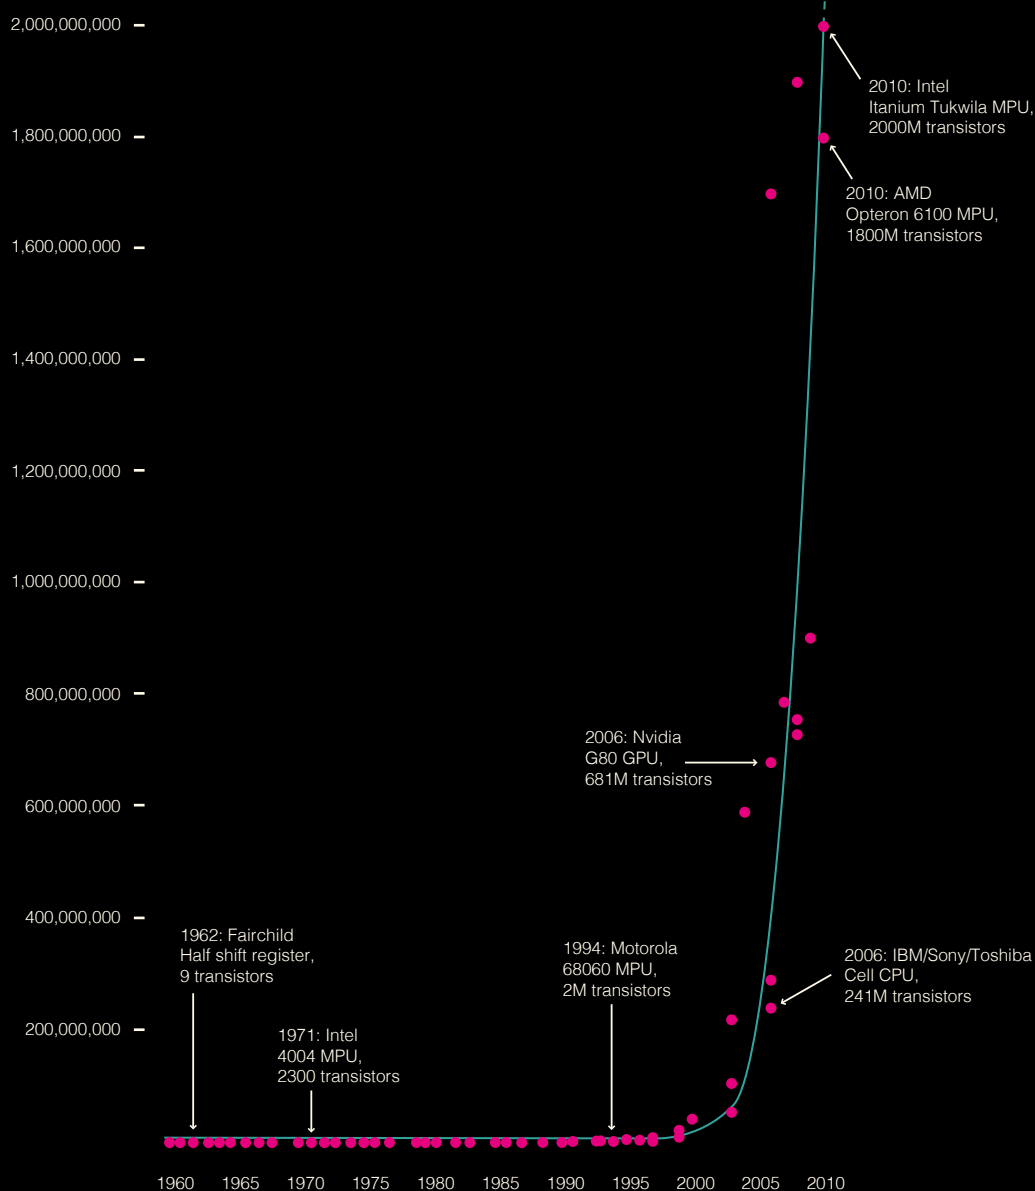 2,000,000,000
2010: Intel
Itanium Tukwila MPU,
2000M transistors
1,800,000,000
2010: AMD
Opteron 6100 MPU,
1800M transistors
1,600,000,000
1,400,000,000
1,200,000,000
1,000,000,000
800,000,000
2006: Nvidia
G80 GPU,
681M transistors
600,000,000
400,000,000
1962: Fairchild
Half shift register,
9 transistors
1994: Motorola
68060 MPU,
2M transistors
2006: IBM/Sony/Toshiba
Cell CPU,
241M transistors
200,000,000
1971: Intel
4004 MPU,
2300 transistors
1960 1965 1970 1975 1980 1985 1990 1995 2000 2005 2010